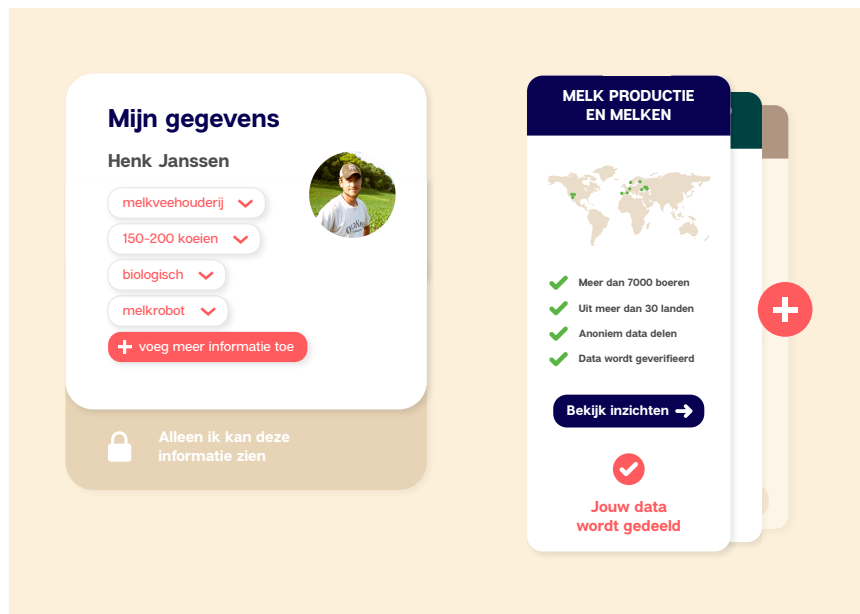 Mijn gegevens
Henk Janssen
melkveehouderij
150-200 koeien
biologisch
melkrobot
voeg meer informatie toe
Alleen ik kan deze
informatie zien
MELK PRODUCTIE
EN MELKEN
Meer dan 7000 boeren
Uit meer dan 30 landen
Anoniem data delen
Data wordt geverifieerd
Bekijk inzichten
Jouw data
wordt gedeeld